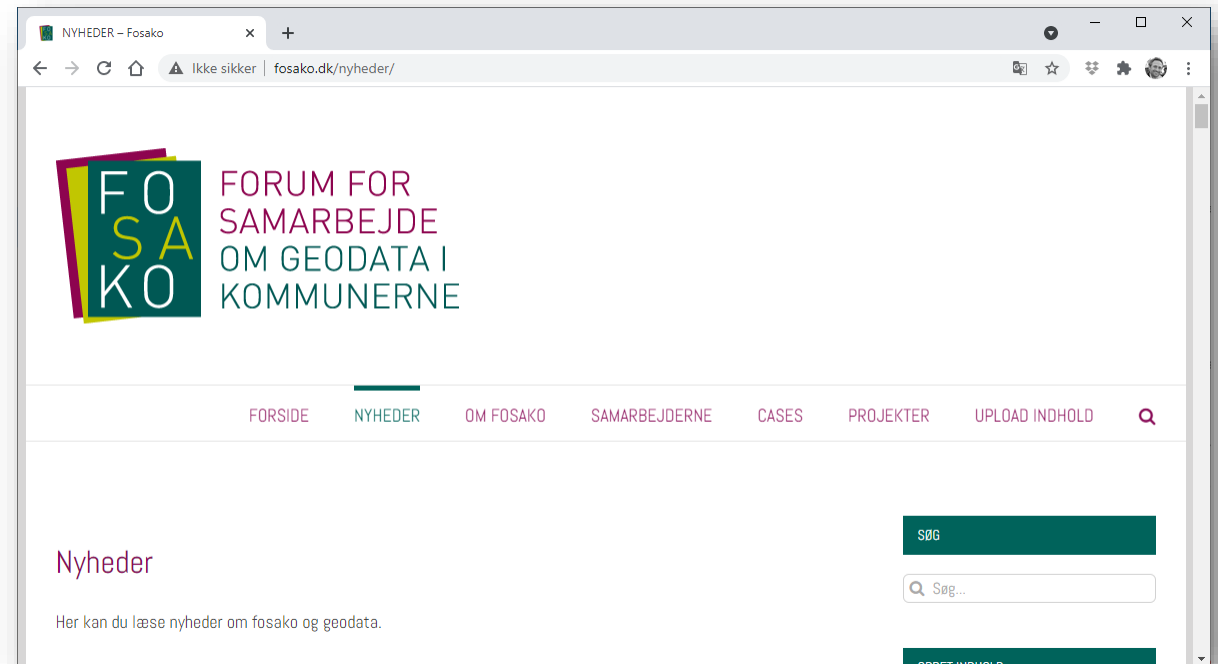 NYHEDER – Fosako
Ikke sikker
fosako.dk/nyheder/
FO
SA
KO
FORUM FOR
SAMARBEJDE
OM GEODATA I
KOMMUNERNE
FORSIDE NYHEDER OM FOSAKO SAMARBEJDERNE CASES PROJEKTER UPLOAD INDHOLD
Nyheder
Her kan du læse nyheder om fosako og geodata.
SØG
Søg...